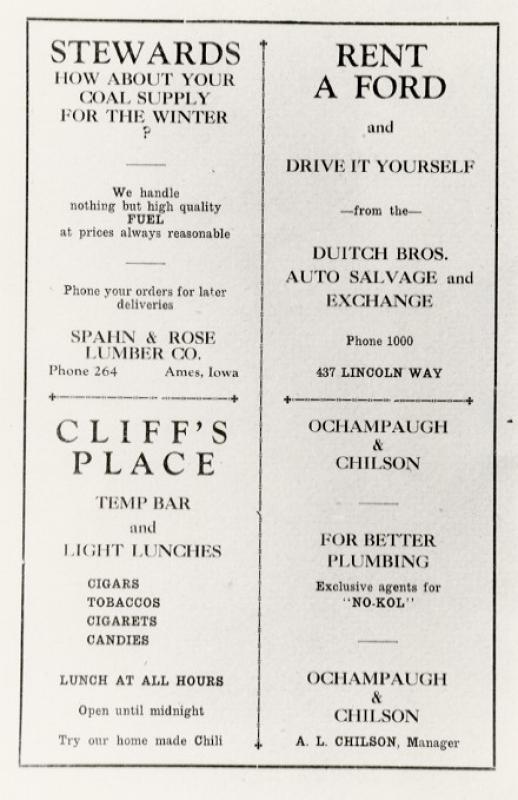 STEWARDS
HOW ABOUT YOUR
COAL SUPPLY
FOR THE WINTER
?
We handle
nothing but high quality
FUEL
at prices always reasonable
Phone your orders for later
deliveries
SPAHN & ROSE
LUMBER CO.
Phone 264 Ames, Iowa
CLIFF'S
PLACE
TEMP BAR
and
LIGHT LUNCHES
CIGARS
TOBACCOS
CIGARETS
CANDIES
LUNCH AT ALL HOURS
Open until midnight
Try our home made Chili
RENT
A FORD
and
DRIVE IT YOURSELF
—from the—
DUITCH BROS.
AUTO SALVAGE and
EXCHANGE
Phone 1000
437 LINCOLN WAY
OCHAMPAUGH
&
CHILSON
FOR BETTER
PLUMBING
Exclusive agents for
"NO-KOL"
OCHAMPAUGH
&
CHILSON
A. L. CHILSON, Manager